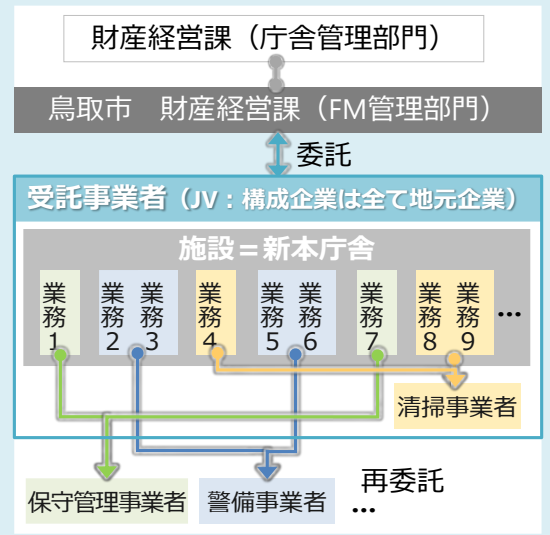 財産経営課（庁舎管理部門）
鳥取市　財産経営課（FM管理部門）
委託
受託事業者（JV：構成企業は全て地元企業）
施設＝新本庁舎
業務1
業務2
業務3
業務4
業務5
業務6
業務7
業務8
業務9
…
清掃事業者
保守管理事業者
警備事業者
再委託
…